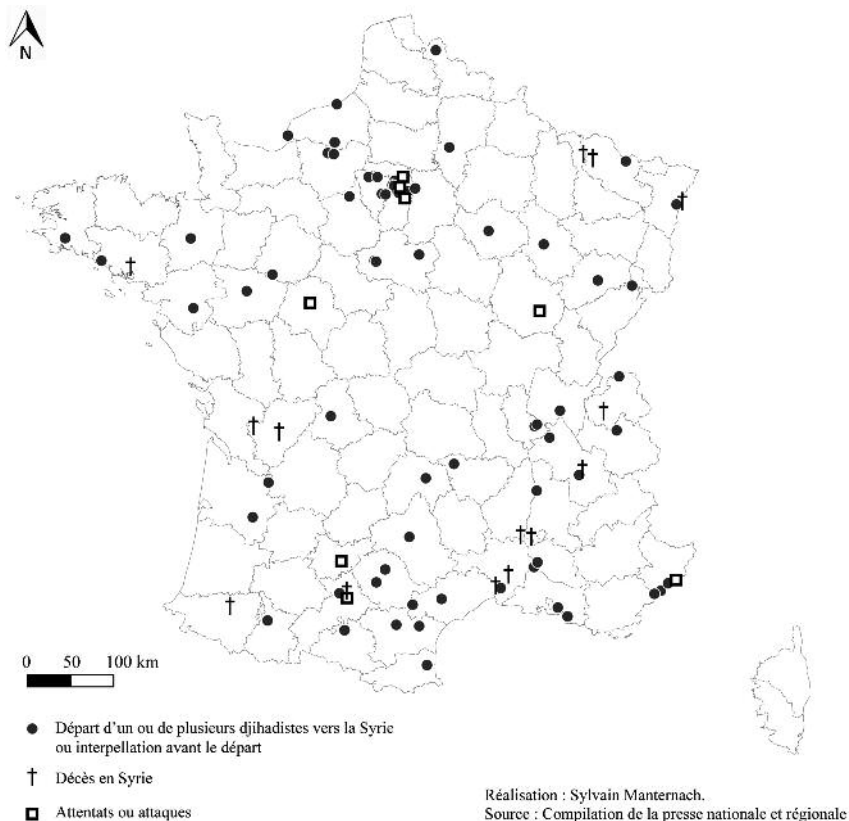 N
0 50 100 km
Départ d'un ou de plusieurs djihadistes vers la Syrie
ou interpellation avant le départ
Décès en Syrie
Attentats ou attaques
Réalisation : Sylvain Manternach.
Source : Compilation de la presse nationale et régionale